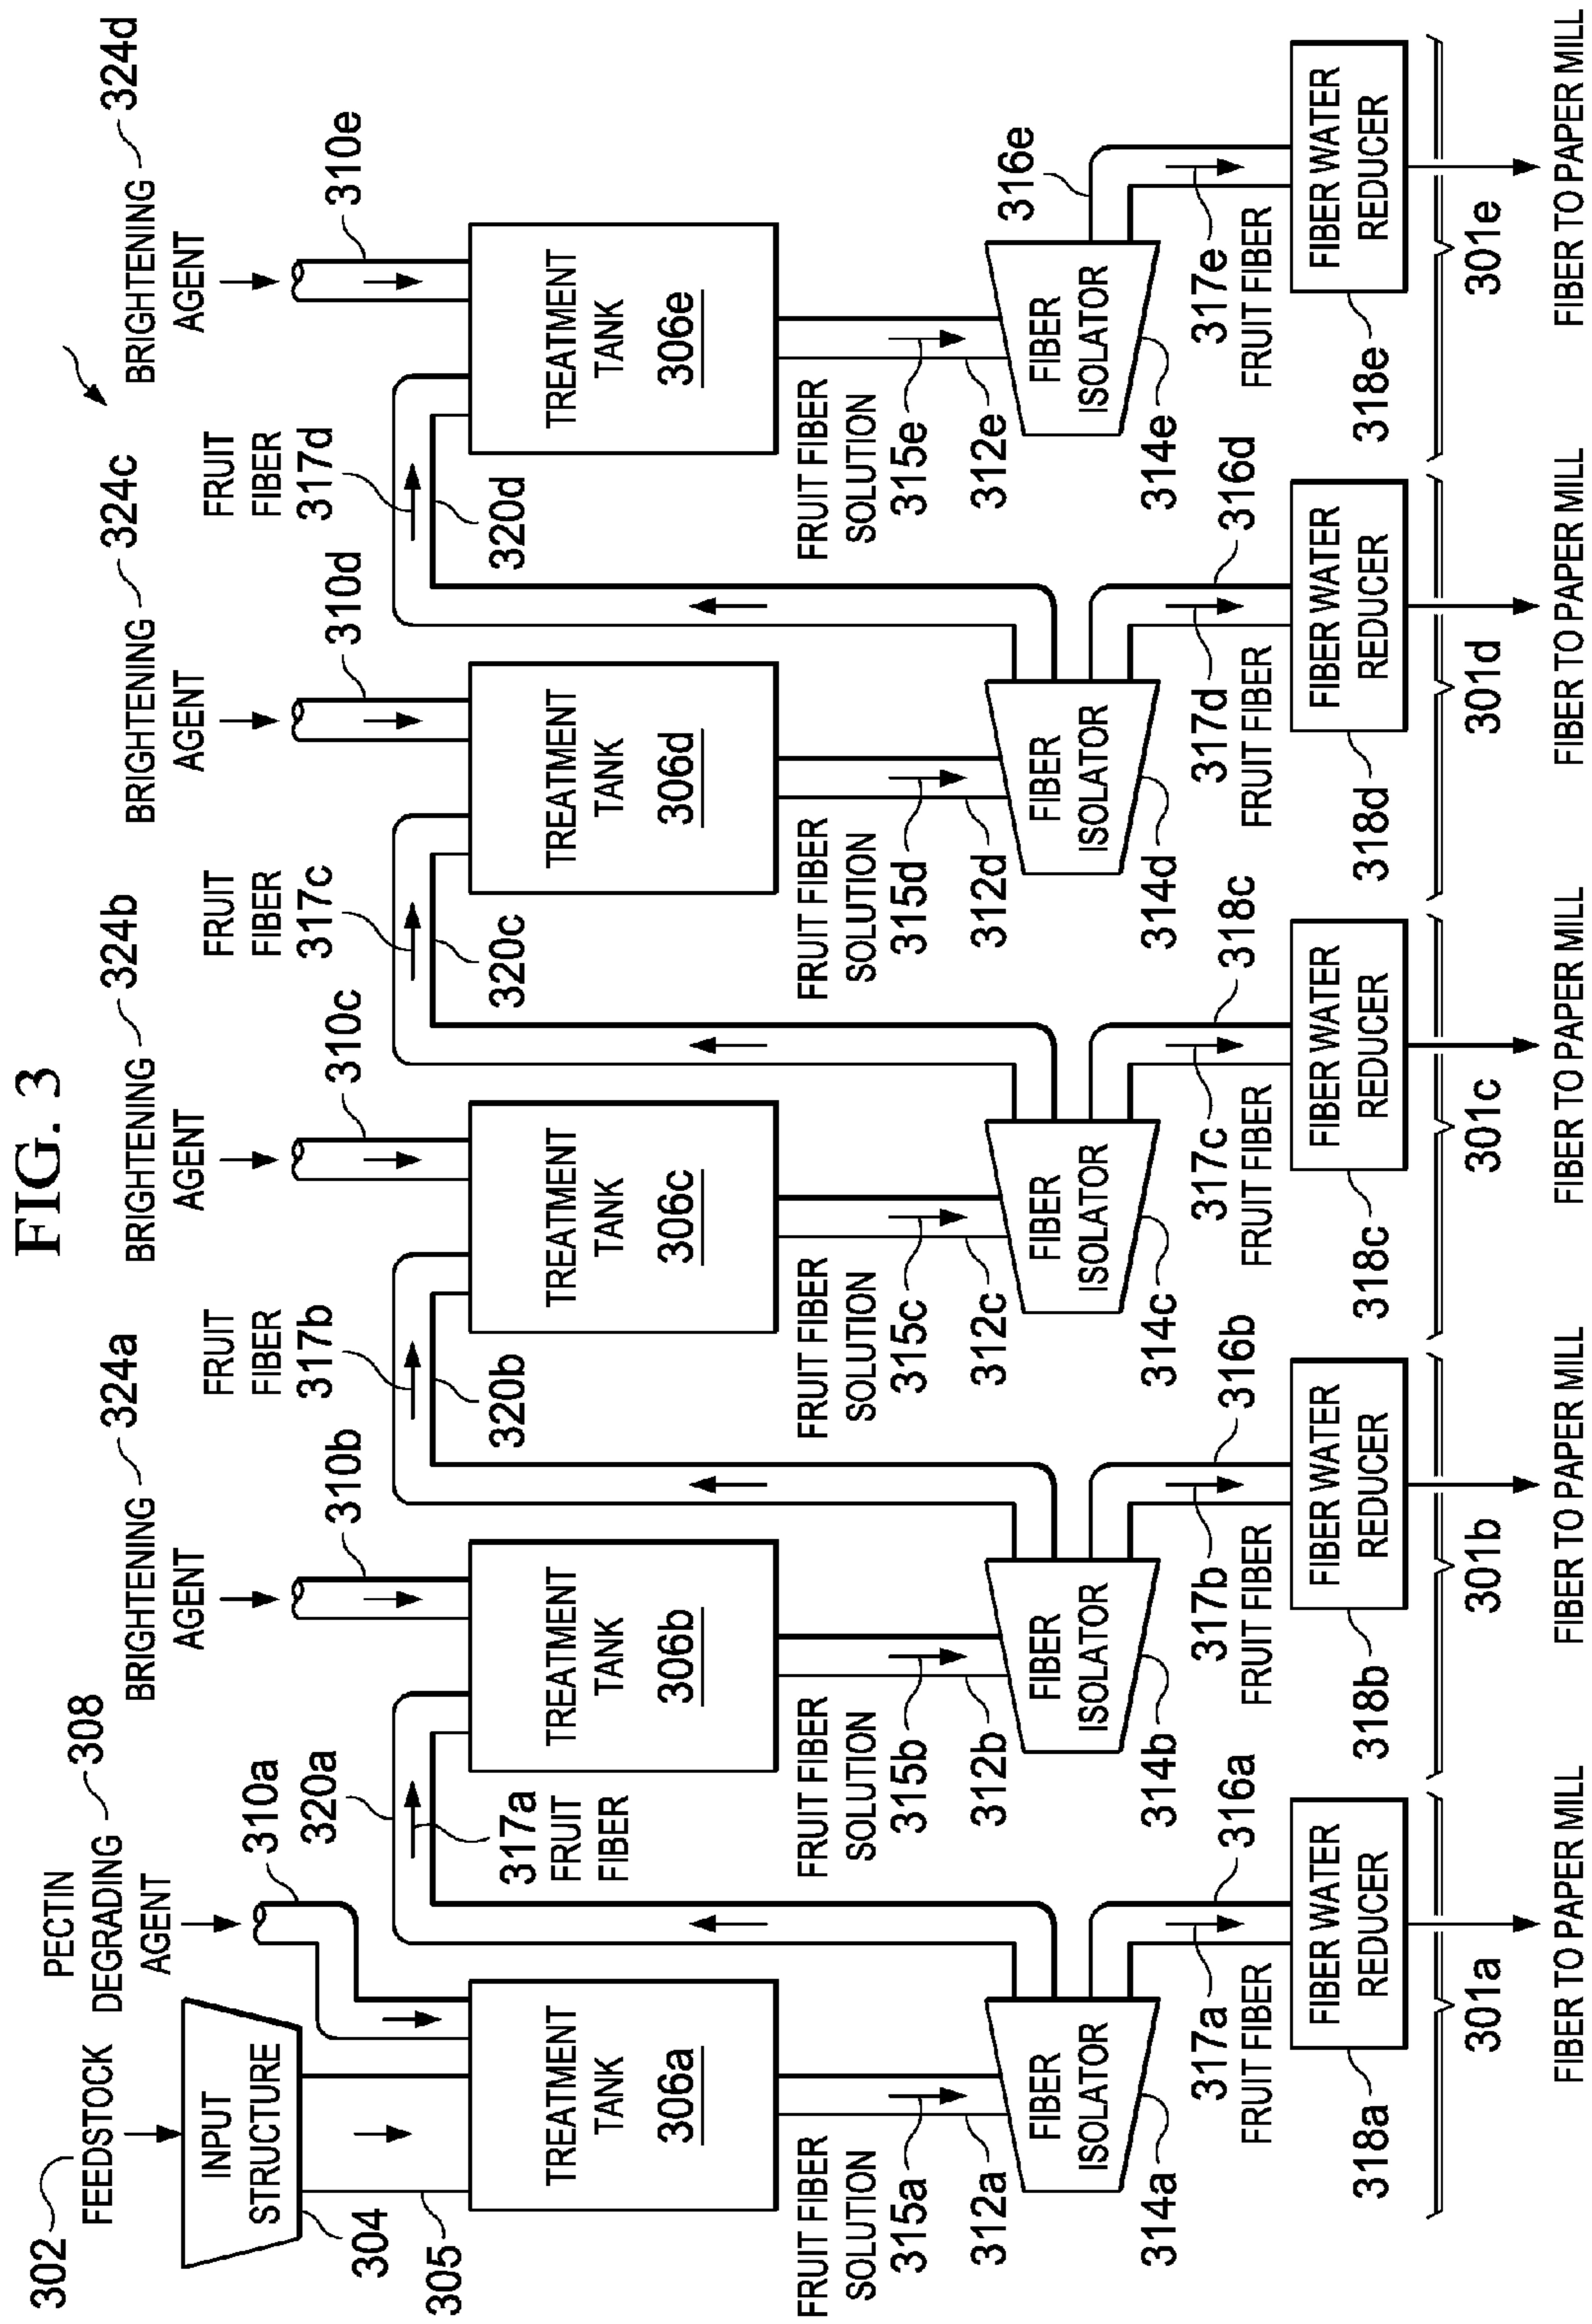 FIG. 3
302
FEEDSTOCK
INPUT
STRUCTURE
304
305
PECTIN
DEGRADING
AGENT
308
310a
TREATMENT
TANK
306a
FRUIT FIBER
SOLUTION
315a
312a
FIBER
ISOLATOR
314a
320a
317a
FRUIT
FIBER
316a
317a
FRUIT FIBER
FIBER WATER
REDUCER
318a
301a
FIBER TO PAPER MILL
BRIGHTENING
AGENT
324a
310b
TREATMENT
TANK
306b
FRUIT FIBER
SOLUTION
315b
312b
FIBER
ISOLATOR
314b
FRUIT
FIBER
317b
320b
316b
317b
FRUIT FIBER
FIBER WATER
REDUCER
318b
301b
FIBER TO PAPER MILL
BRIGHTENING
AGENT
324b
310c
TREATMENT
TANK
306c
FRUIT FIBER
SOLUTION
315c
312c
FIBER
ISOLATOR
314c
FRUIT
FIBER
317c
320c
318c
317c
FRUIT FIBER
FIBER WATER
REDUCER
318c
301c
FIBER TO PAPER MILL
BRIGHTENING
AGENT
324c
310d
TREATMENT
TANK
306d
FRUIT FIBER
SOLUTION
315d
312d
FIBER
ISOLATOR
314d
FRUIT
FIBER
317d
320d
316d
317d
FRUIT FIBER
FIBER WATER
REDUCER
318d
301d
FIBER TO PAPER MILL
BRIGHTENING
AGENT
324d
310e
TREATMENT
TANK
306e
FRUIT FIBER
SOLUTION
315e
312e
FIBER
ISOLATOR
314e
316e
317e
FRUIT FIBER
FIBER WATER
REDUCER
318e
301e
FIBER TO PAPER MILL